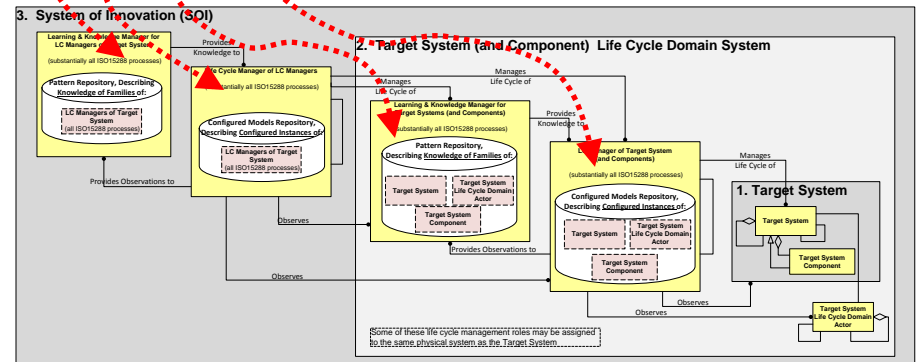 3. System of Innovation (SOI)
Learning & Knowledge Manager for
LC Managers of Target System
(substantially all ISO15288 processes)
Pattern Repository, Describing
Knowledge of Families of:
LC Managers of Target
System
(all ISO15288 processes)
Provides
Knowledge to
Provides Observations to
Life Cycle Manager of LC Managers
(substantially all ISO15288 processes)
Configured Models Repository,
Describing Configured Instances of:
LC Managers of Target
System
(all ISO15288 processes)
2. Target System (and Component) Life Cycle Domain System
Manages
Life Cycle of
Manages
Life Cycle of
Learning & Knowledge Manager for
Target Systems (and Components)
(substantially all ISO15288 processes)
Pattern Repository,
Describing Knowledge of Families of:
Target System
Target System
Life Cycle Domain
Actor
Target System
Component
Provides
Knowledge to
Provides Observations to
Observes
Observes
LC Manager of Target System
(and Components)
(substantially all ISO15288 processes)
Configured Models Repository,
Describing Configured Instances of:
Target System
Target System
Life Cycle Domain
Actor
Target System
Component
Manages
Life Cycle of
1. Target System
Target System
Target System
Component
Observes
Observes
Target System
Life Cycle Domain
Actor
Some of these life cycle management roles may be assigned
to the same physical system as the Target System